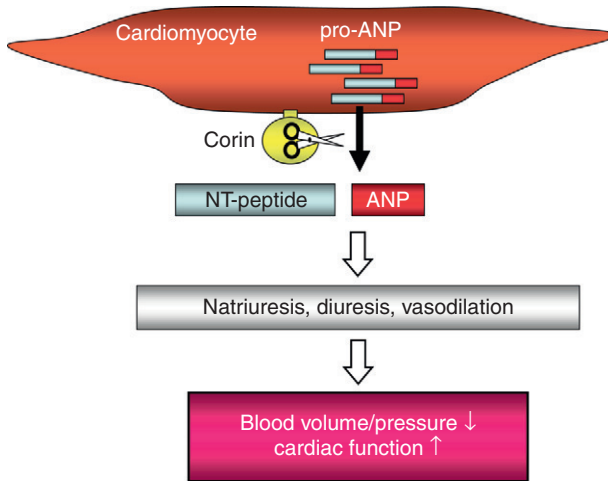 Cardiomyocyte
pro-ANP
Corin
NT-peptide
ANP
Natriuresis, diuresis, vasodilation
Blood volume/pressure ↓
cardiac function ↑